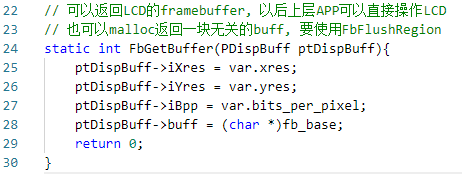 22 // 可以返回LCD的framebuffer, 以后上层APP可以直接操作LCD
23 // 也可以malloc返回一块无关的buff, 要使用FbFlushRegion
24 static int FbGetBuffer(PDispBuff ptDispBuff){
25     ptDispBuff->iXres = var.xres;
26     ptDispBuff->iYres = var.yres;
27     ptDispBuff->iBpp = var.bits_per_pixel;
28     ptDispBuff->buff = (char *)fb_base;
29     return 0;
30 }